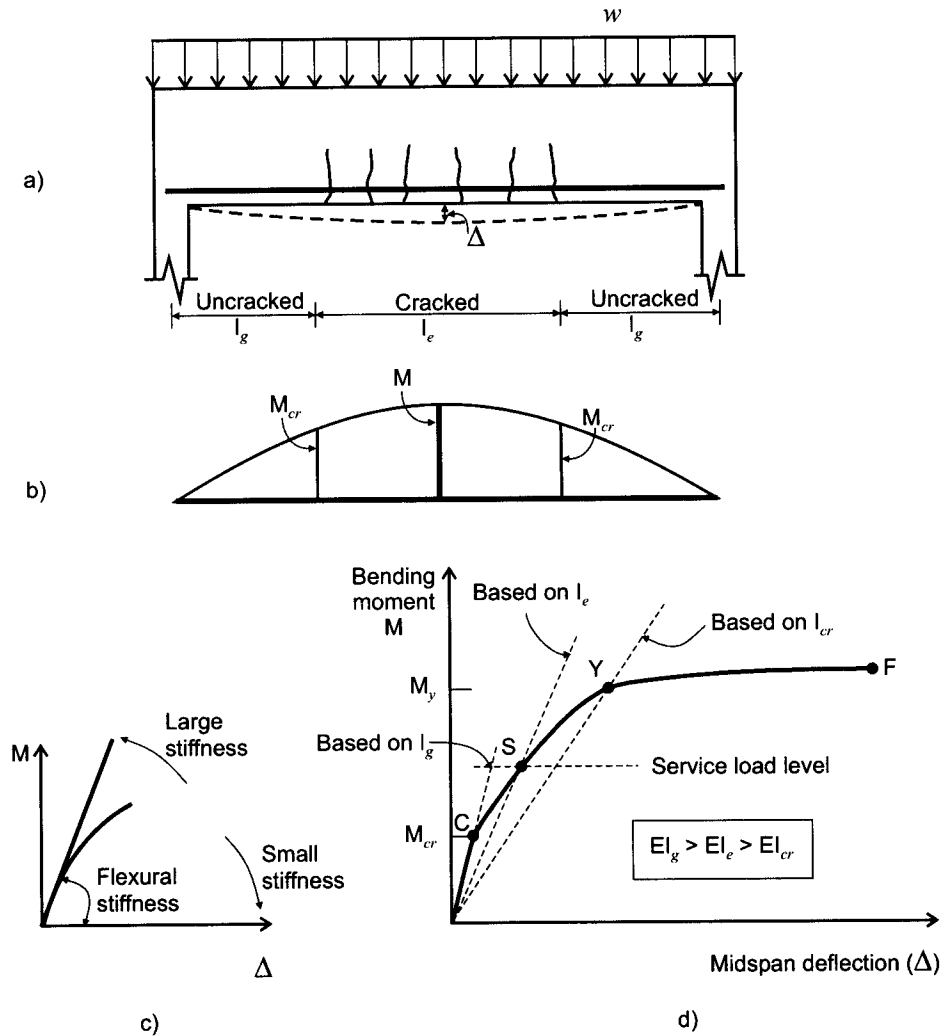 w
a)
Δ
Uncracked
I_g
Cracked
I_e
Uncracked
I_g
M
M_cr
M_cr
b)
Bending
moment
M
Based on I_e
Based on I_cr
Y
F
M_y
Based on I_g
S
Service load level
C
M_cr
EI_g > EI_e > EI_cr
Midspan deflection (Δ)
d)
M
Large
stiffness
Flexural
stiffness
Small
stiffness
Δ
c)